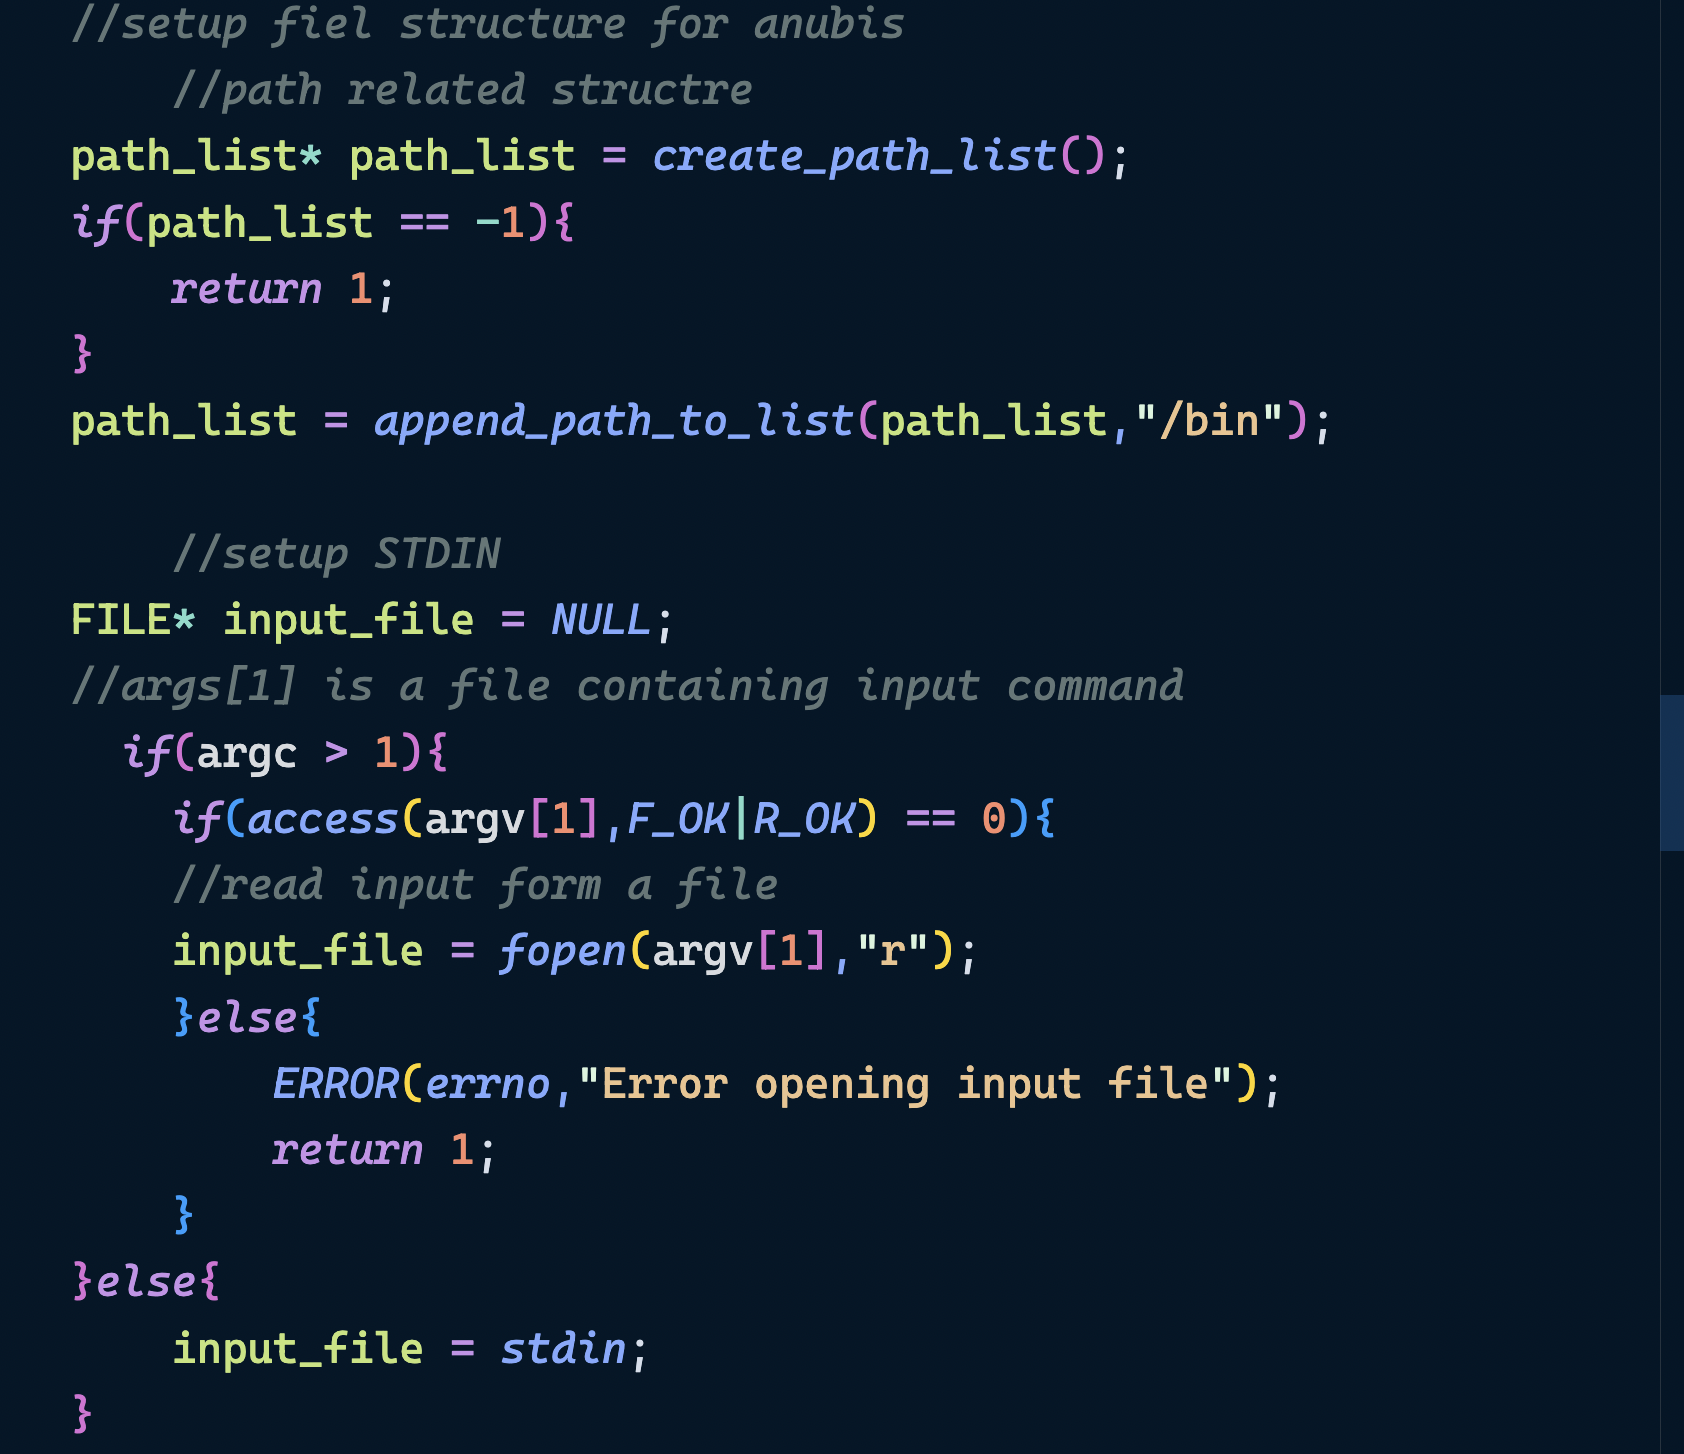 //setup fiel structure for anubis
//path related structre
path_list* path_list = create_path_list();
if(path_list == -1){
return 1;
}
path_list = append_path_to_list(path_list,"/bin");
//setup STDIN
FILE* input_file = NULL;
//args[1] is a file containing input command
if(argc > 1){
if(access(argv[1],F_OK|R_OK) == 0){
//read input form a file
input_file = fopen(argv[1],"r");
}else{
ERROR(errno,"Error opening input file");
return 1;
}
}else{
input_file = stdin;
}